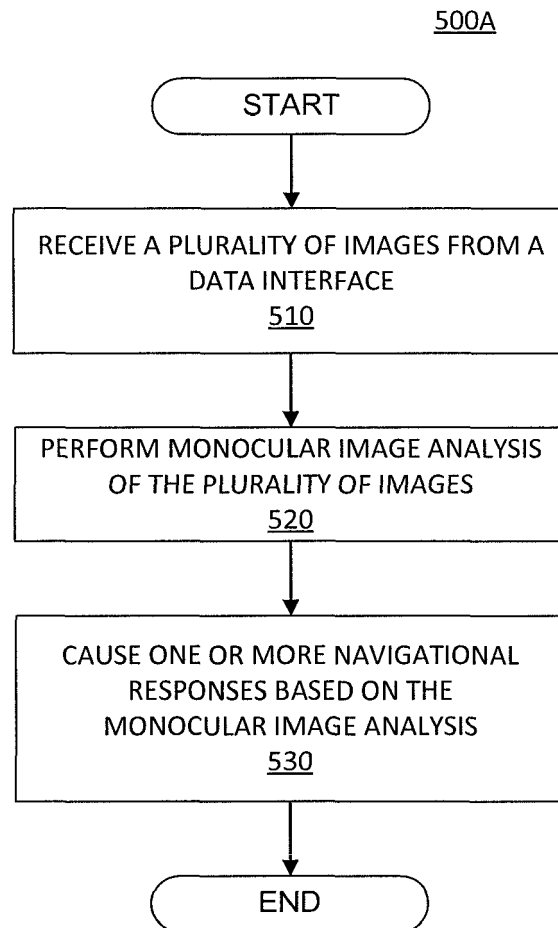 500A
START
RECEIVE A PLURALITY OF IMAGES FROM A
DATA INTERFACE
510
PERFORM MONOCULAR IMAGE ANALYSIS
OF THE PLURALITY OF IMAGES
520
CAUSE ONE OR MORE NAVIGATIONAL
RESPONSES BASED ON THE
MONOCULAR IMAGE ANALYSIS
530
END